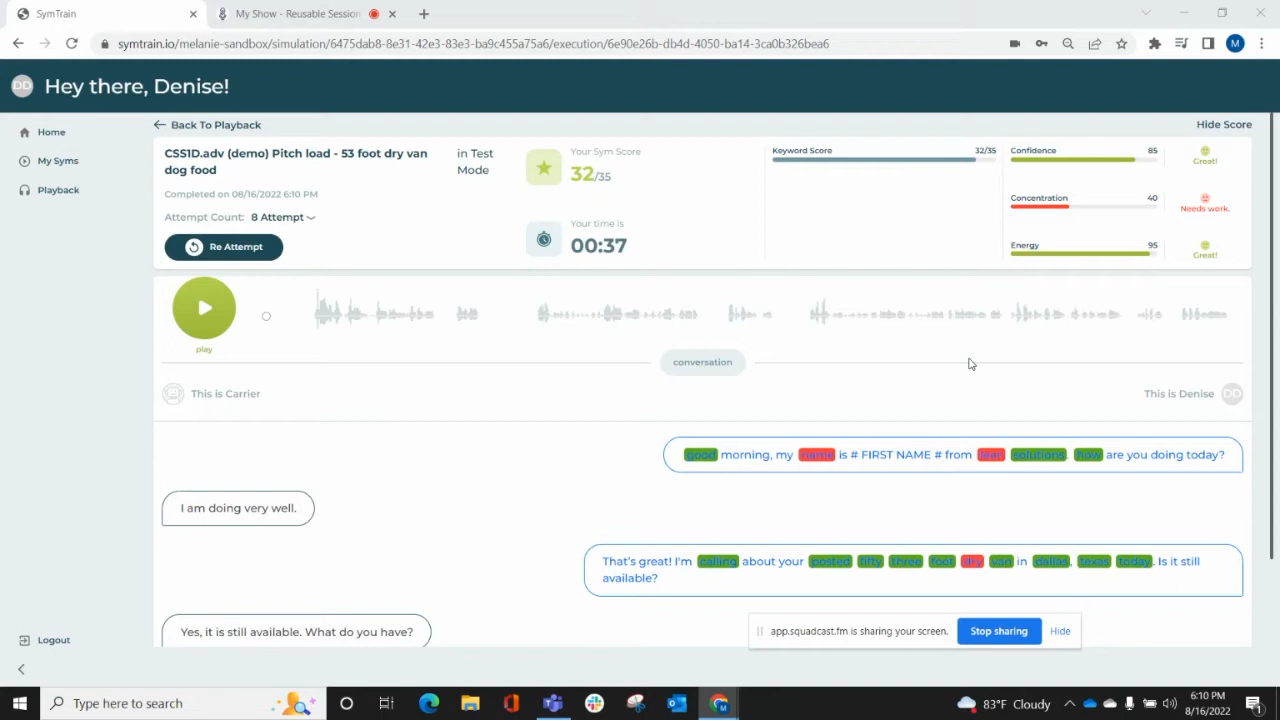 SymTrain
My Show - Reusable Session
symtrain.io/melanie-sandbox/simulation/6475dab8-8e31-42e3-83e3-ba9c455a75a6/execution/6e90e26b-db4d-4050-ba14-3ca0b326bea6
M
DD
Hey there, Denise!
Home
My Syms
Playback
Back To Playback
Hide Score
CSS1D.adv (demo) Pitch load - 53 foot dry van
dog food
in Test
Mode
Completed on 08/16/2022 6:10 PM
Attempt Count: 8 Attempt
Re Attempt
Your Sym Score
32/35
Your time is
00:37
Keyword Score 32/35
Confidence 85
Great!
Concentration 40
Needs work.
Energy 95
Great!
play
conversation
This is Carrier
This is Denise DD
good morning, my name is # FIRST NAME # from lean solutions. how are you doing today?
I am doing very well.
That's great! I'm calling about your posted fifty three foot dry van in dallas, texas today. Is it still
available?
Yes, it is still available. What do you have?
app.squadcast.fm is sharing your screen.
Stop sharing
Hide
Logout
Type here to search
83°F Cloudy
6:10 PM
8/16/2022
1